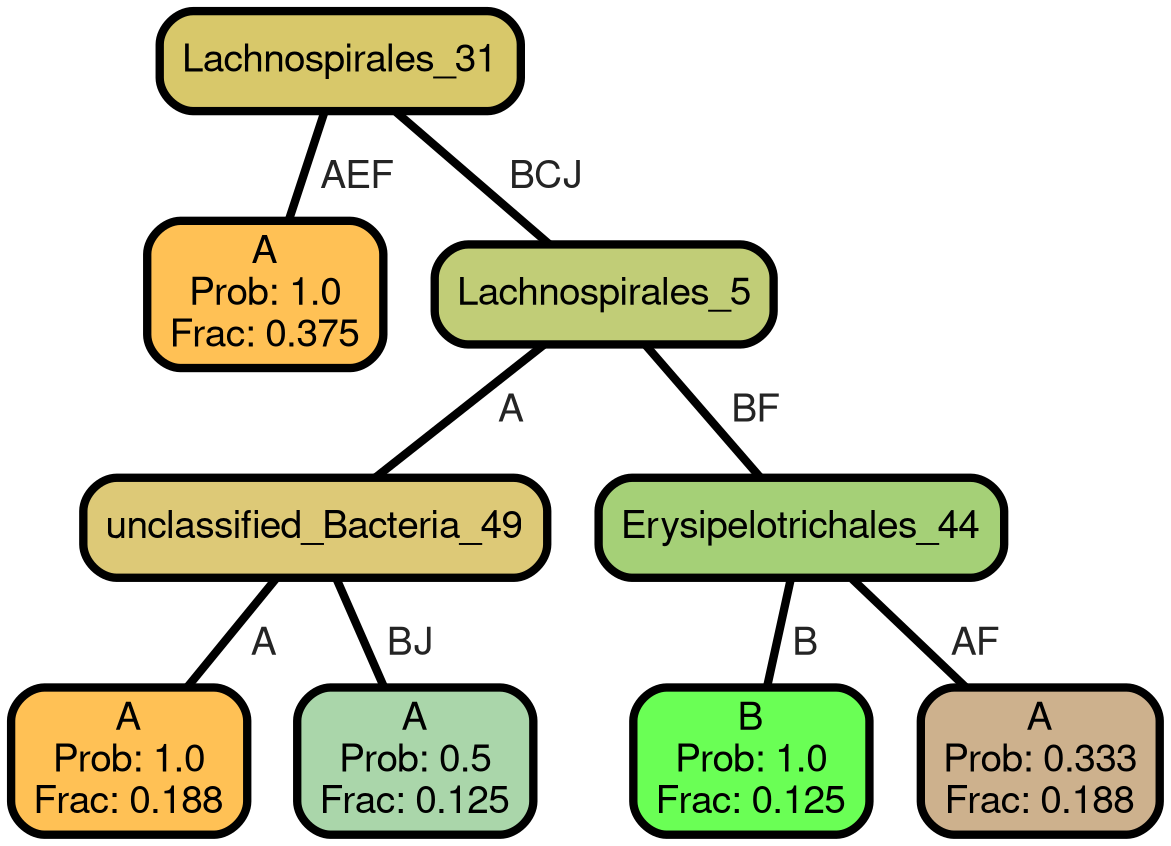 Lachnospirales_31
AEF
BCJ
A
Prob: 1.0
Frac: 0.375
Lachnospirales_5
A
BF
unclassified_Bacteria_49
Erysipelotrichales_44
A
BJ
B
AF
A
Prob: 1.0
Frac: 0.188
A
Prob: 0.5
Frac: 0.125
B
Prob: 1.0
Frac: 0.125
A
Prob: 0.333
Frac: 0.188